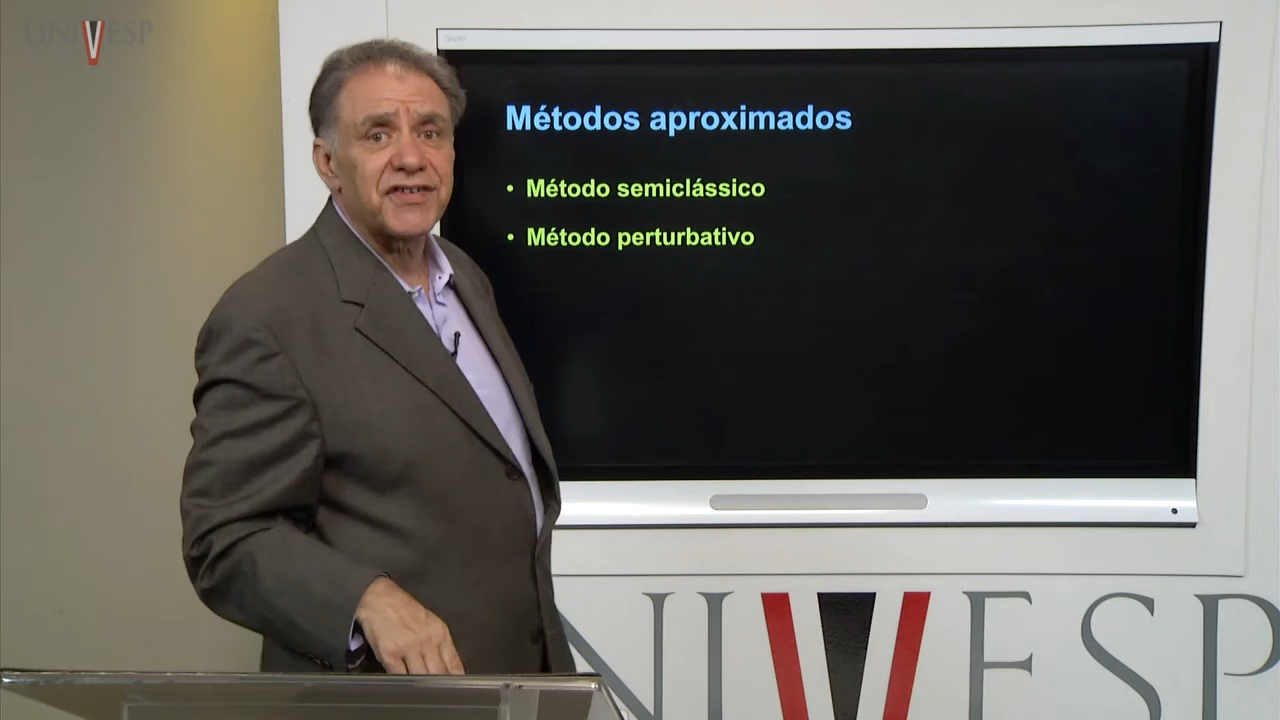 UNIVESP
Métodos aproximados
• Método semiclássico
• Método perturbativo
UNIVESP